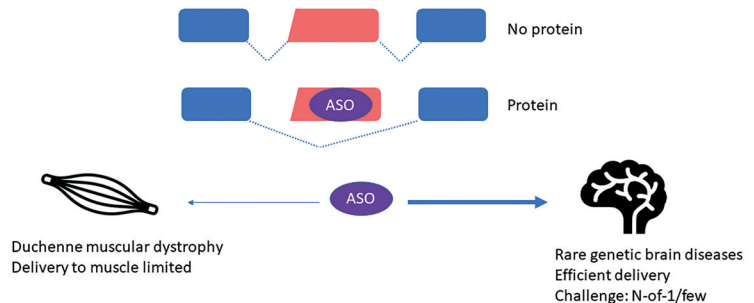 No protein
ASO
Protein
ASO
Duchenne muscular dystrophy
Delivery to muscle limited
Rare genetic brain diseases
Efficient delivery
Challenge: N-of-1/few